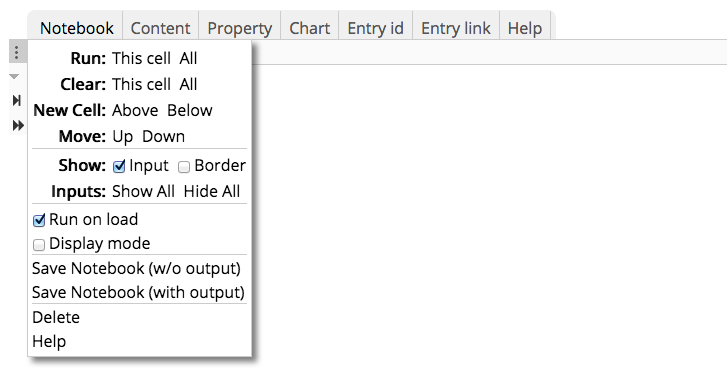 Notebook Content Property Chart Entry id Entry link Help
Run: This cell All
Clear: This cell All
New Cell: Above Below
Move: Up Down
Show: Input Border
Inputs: Show All Hide All
Run on load
Display mode
Save Notebook (w/o output)
Save Notebook (with output)
Delete
Help